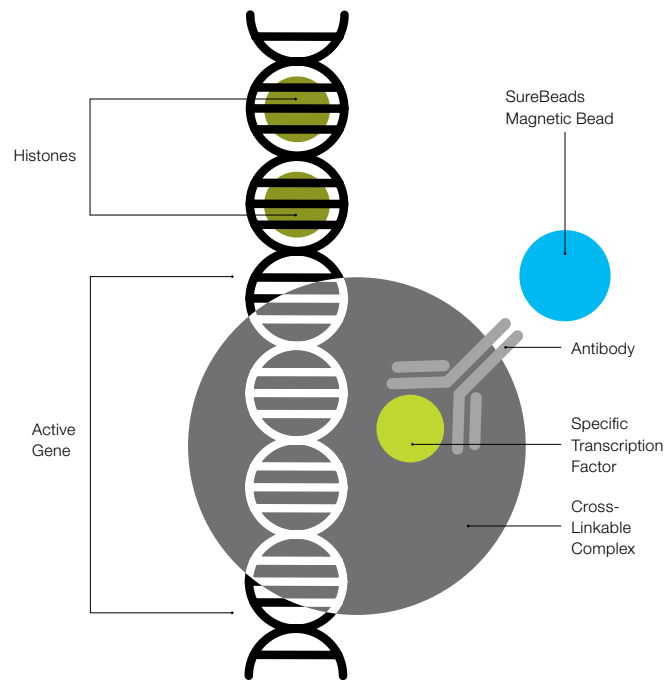 SureBeads
Magnetic Bead
Histones
Antibody
Active
Gene
Specific
Transcription
Factor
Cross-
Linkable
Complex